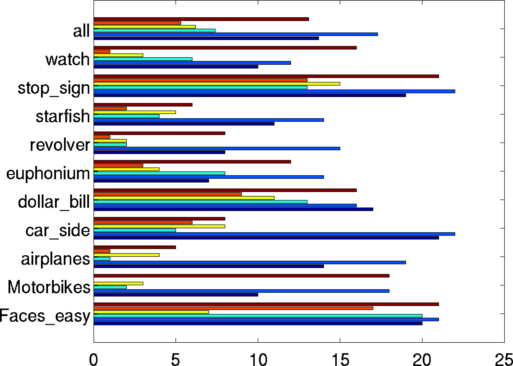 all
watch
stop_sign
starfish
revolver
euphonium
dollar_bill
car_side
airplanes
Motorbikes
Faces_easy
0 5 10 15 20 25